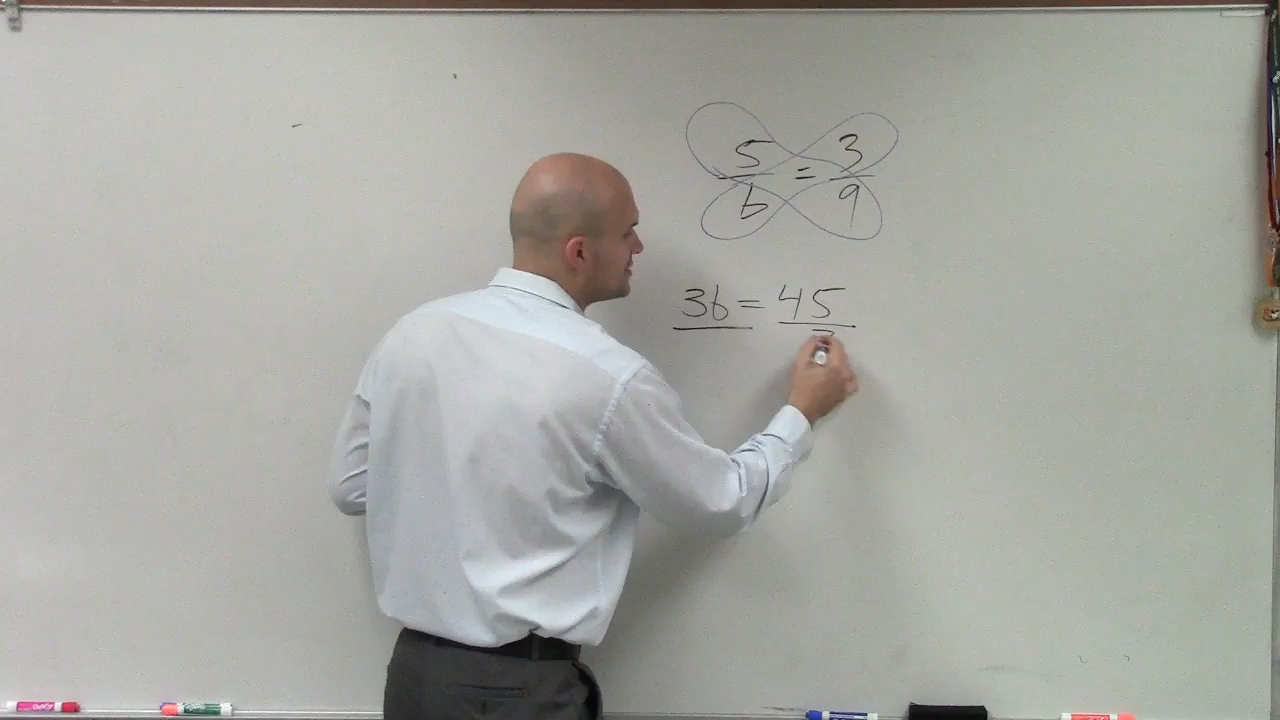 5/b = 3/9
3b = 45